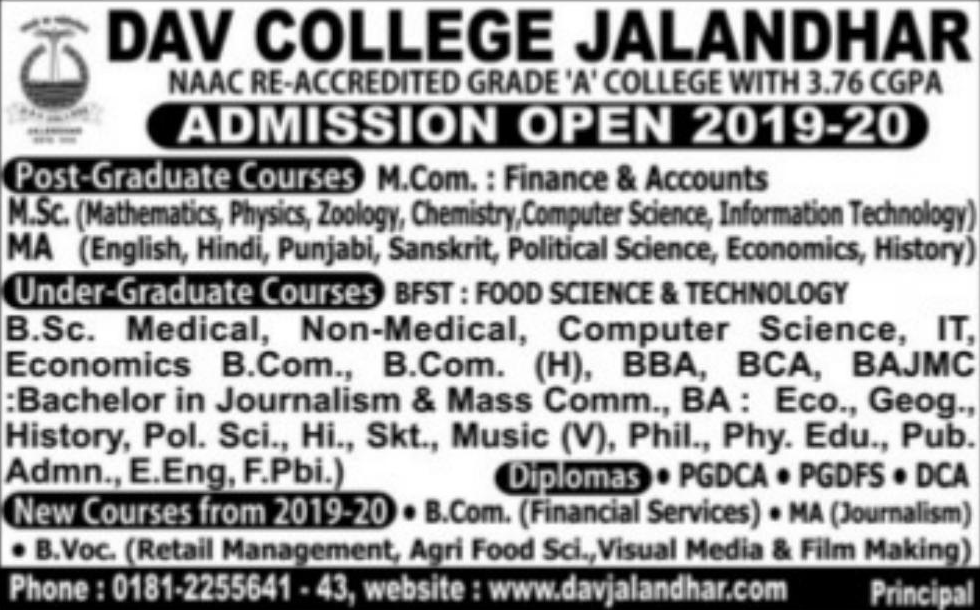 DAV COLLEGE JALANDHAR
NAAC RE-ACCREDITED GRADE 'A' COLLEGE WITH 3.76 CGPA
ADMISSION OPEN 2019-20
JALANDHAR
Post-Graduate Courses M.Com. : Finance & Accounts
M.Sc. (Mathematics, Physics, Zoology, Chemistry,Computer Science, Information Technology)
MA (English, Hindi, Punjabi, Sanskrit, Political Science, Economics, History)
Under-Graduate Courses BFST : FOOD SCIENCE & TECHNOLOGY
B.Sc. Medical, Non-Medical, Computer Science, IT,
Economics B.Com., B.Com. (H), BBA, BCA, BAJMC
:Bachelor in Journalism & Mass Comm., BA : Eco., Geog.,
History, Pol. Sci., Hi., Skt., Music (V), Phil., Phy. Edu., Pub.
Admn., E.Eng, F.Pbi.) Diplomas • PGDCA • PGDFS • DCA
New Courses from 2019-20 • B.Com. (Financial Services) • MA (Journalism)
• B.Voc. (Retail Management, Agri Food Sci.,Visual Media & Film Making)
Phone : 0181-2255641 - 43, website : www.davjalandhar.com Principal